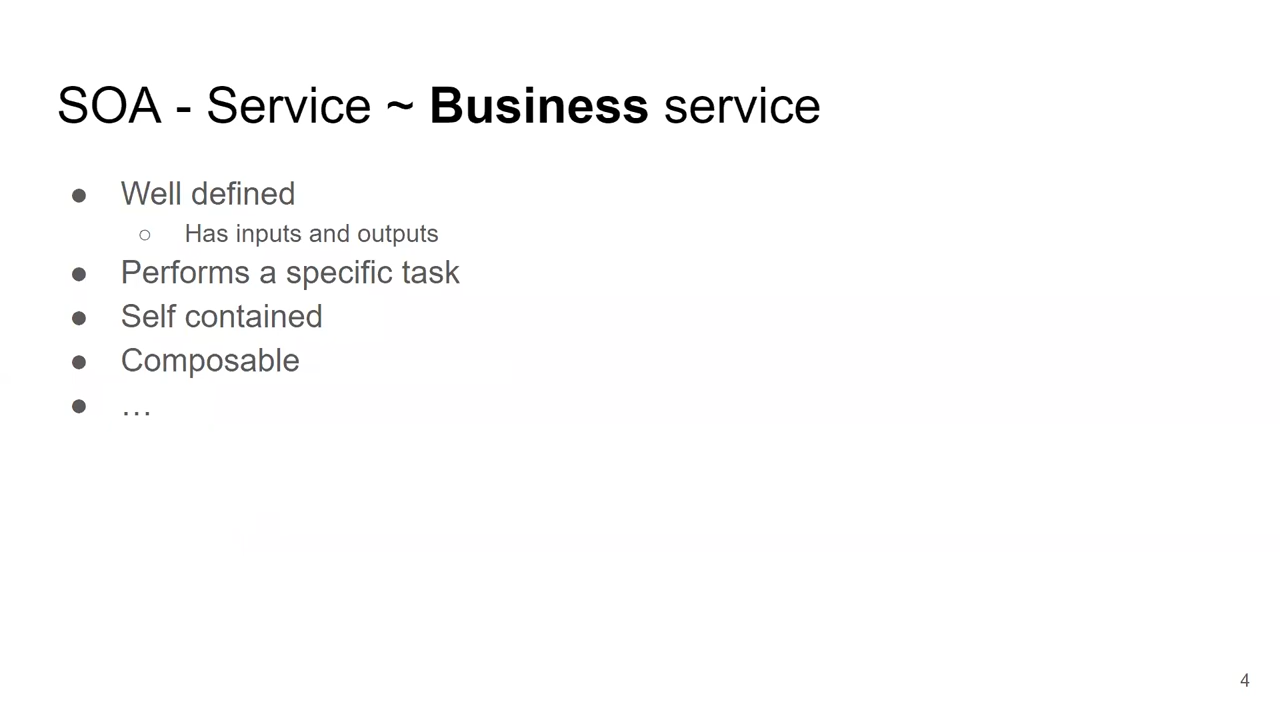 SOA - Service ~ Business service
● Well defined
○ Has inputs and outputs
● Performs a specific task
● Self contained
● Composable
● …
4